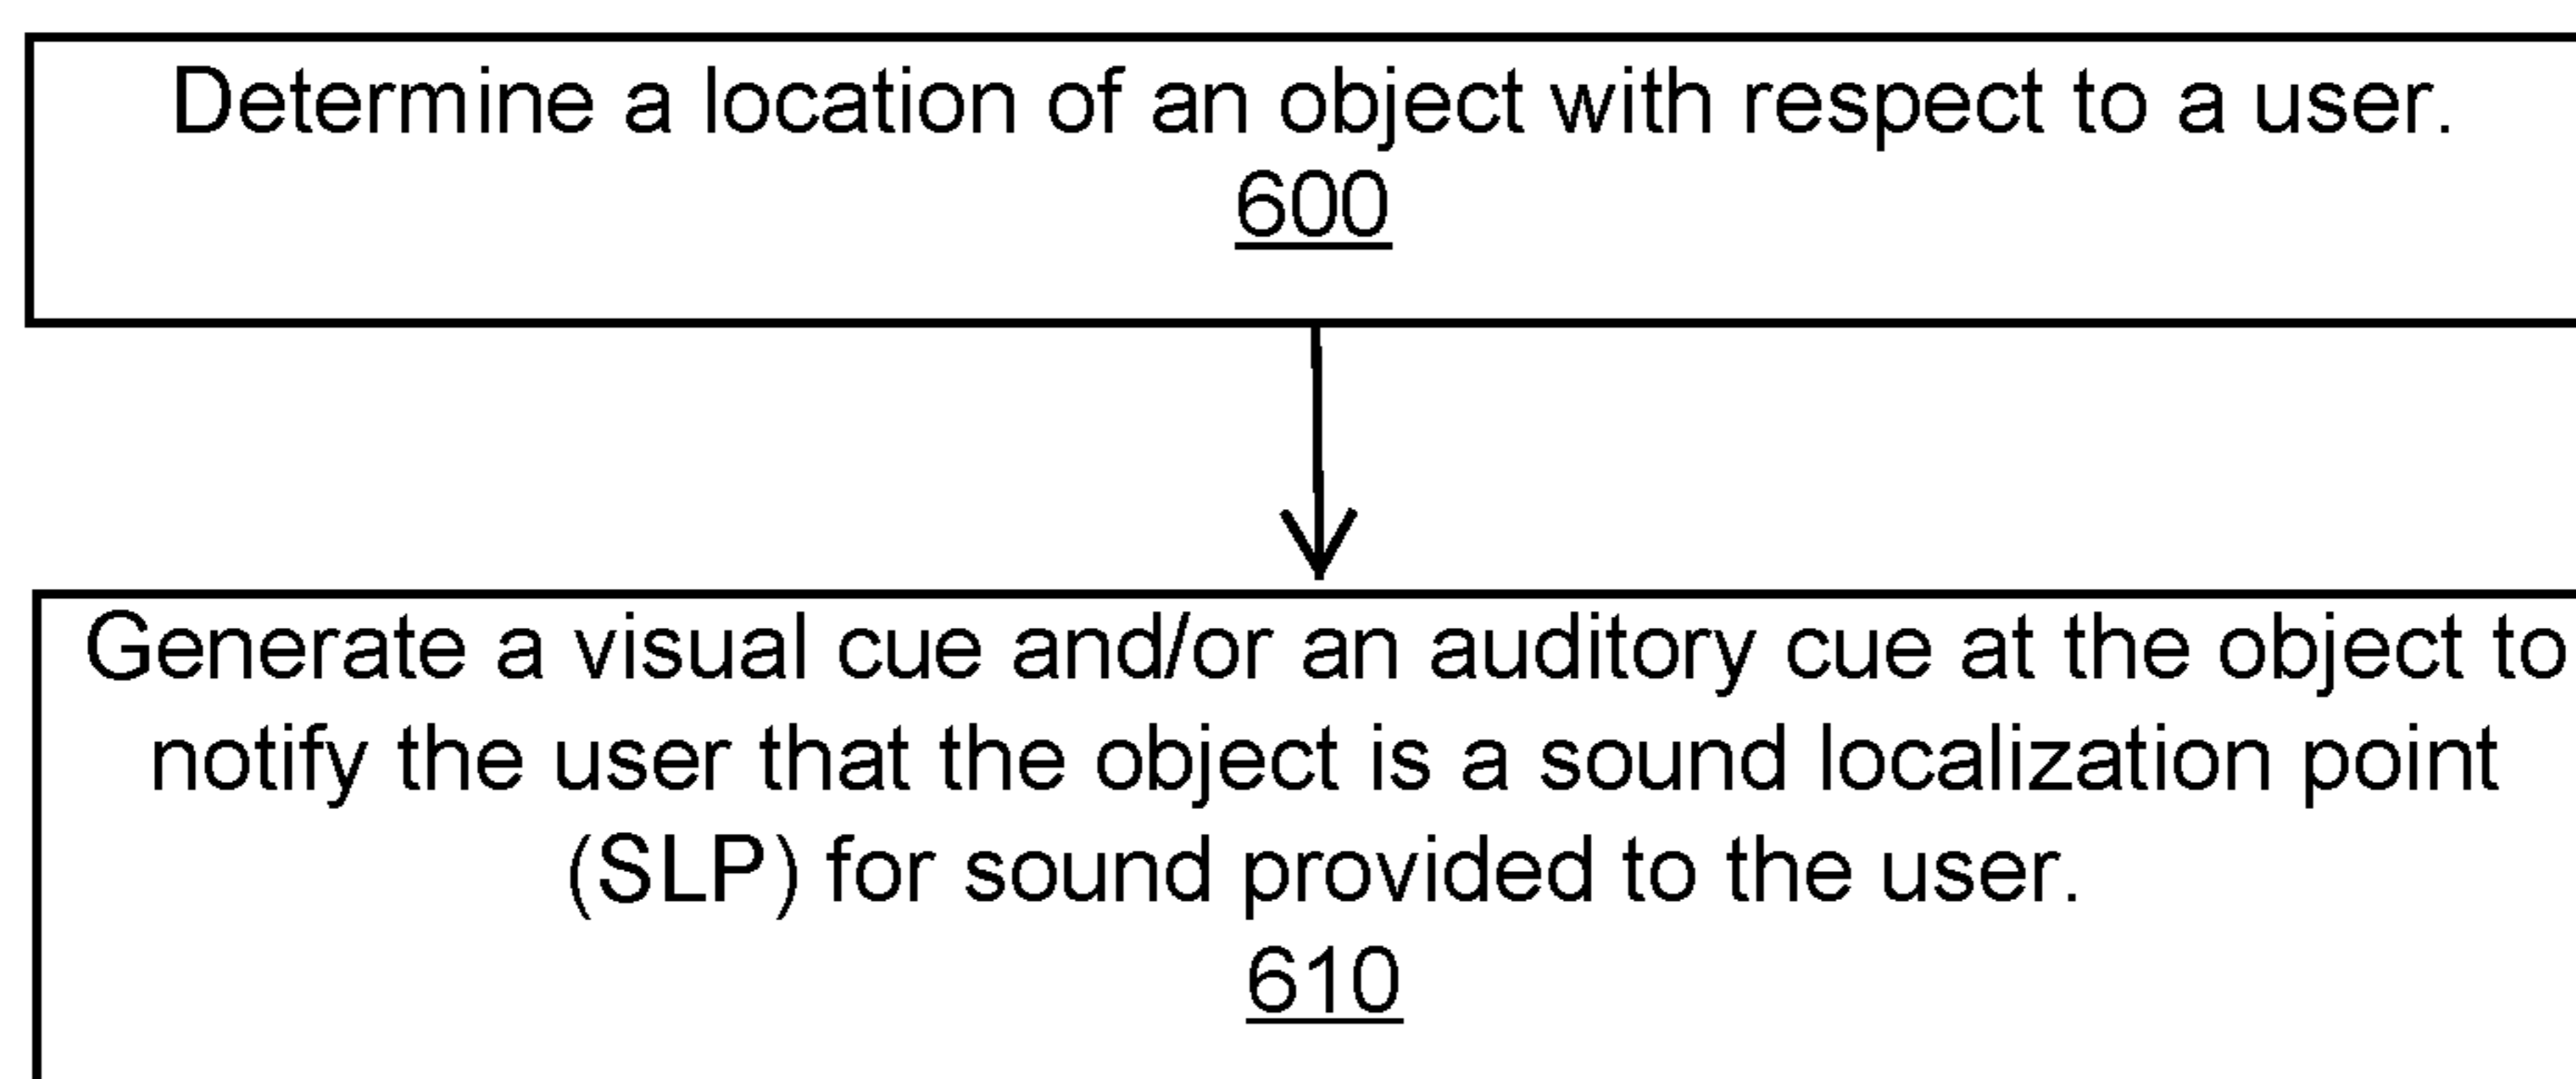 Determine a location of an object with respect to a user.
600
Generate a visual cue and/or an auditory cue at the object to
notify the user that the object is a sound localization point
(SLP) for sound provided to the user.
610